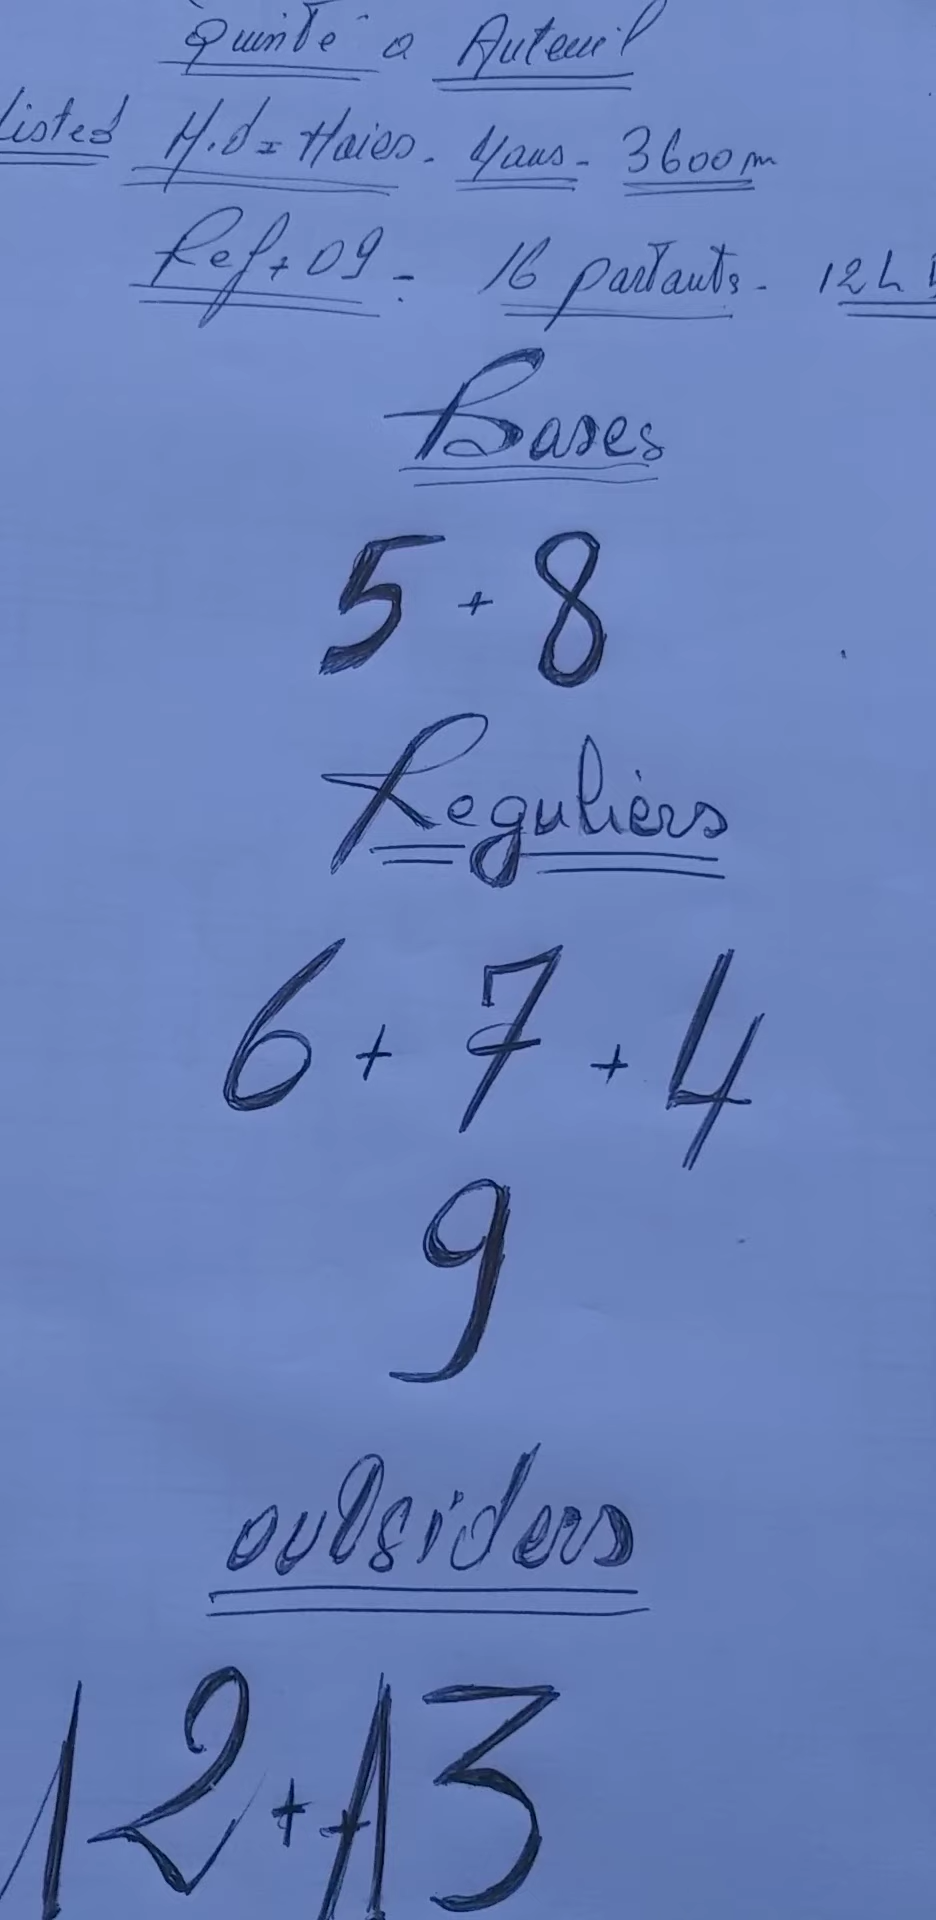 Quinté a Auteuil
Listed H.d= Haies. 4ans- 3600m
Ref+09- 16 partants. 12h
Bases
5+8
Reguliers
6+7+4
9
outsiders
12+13